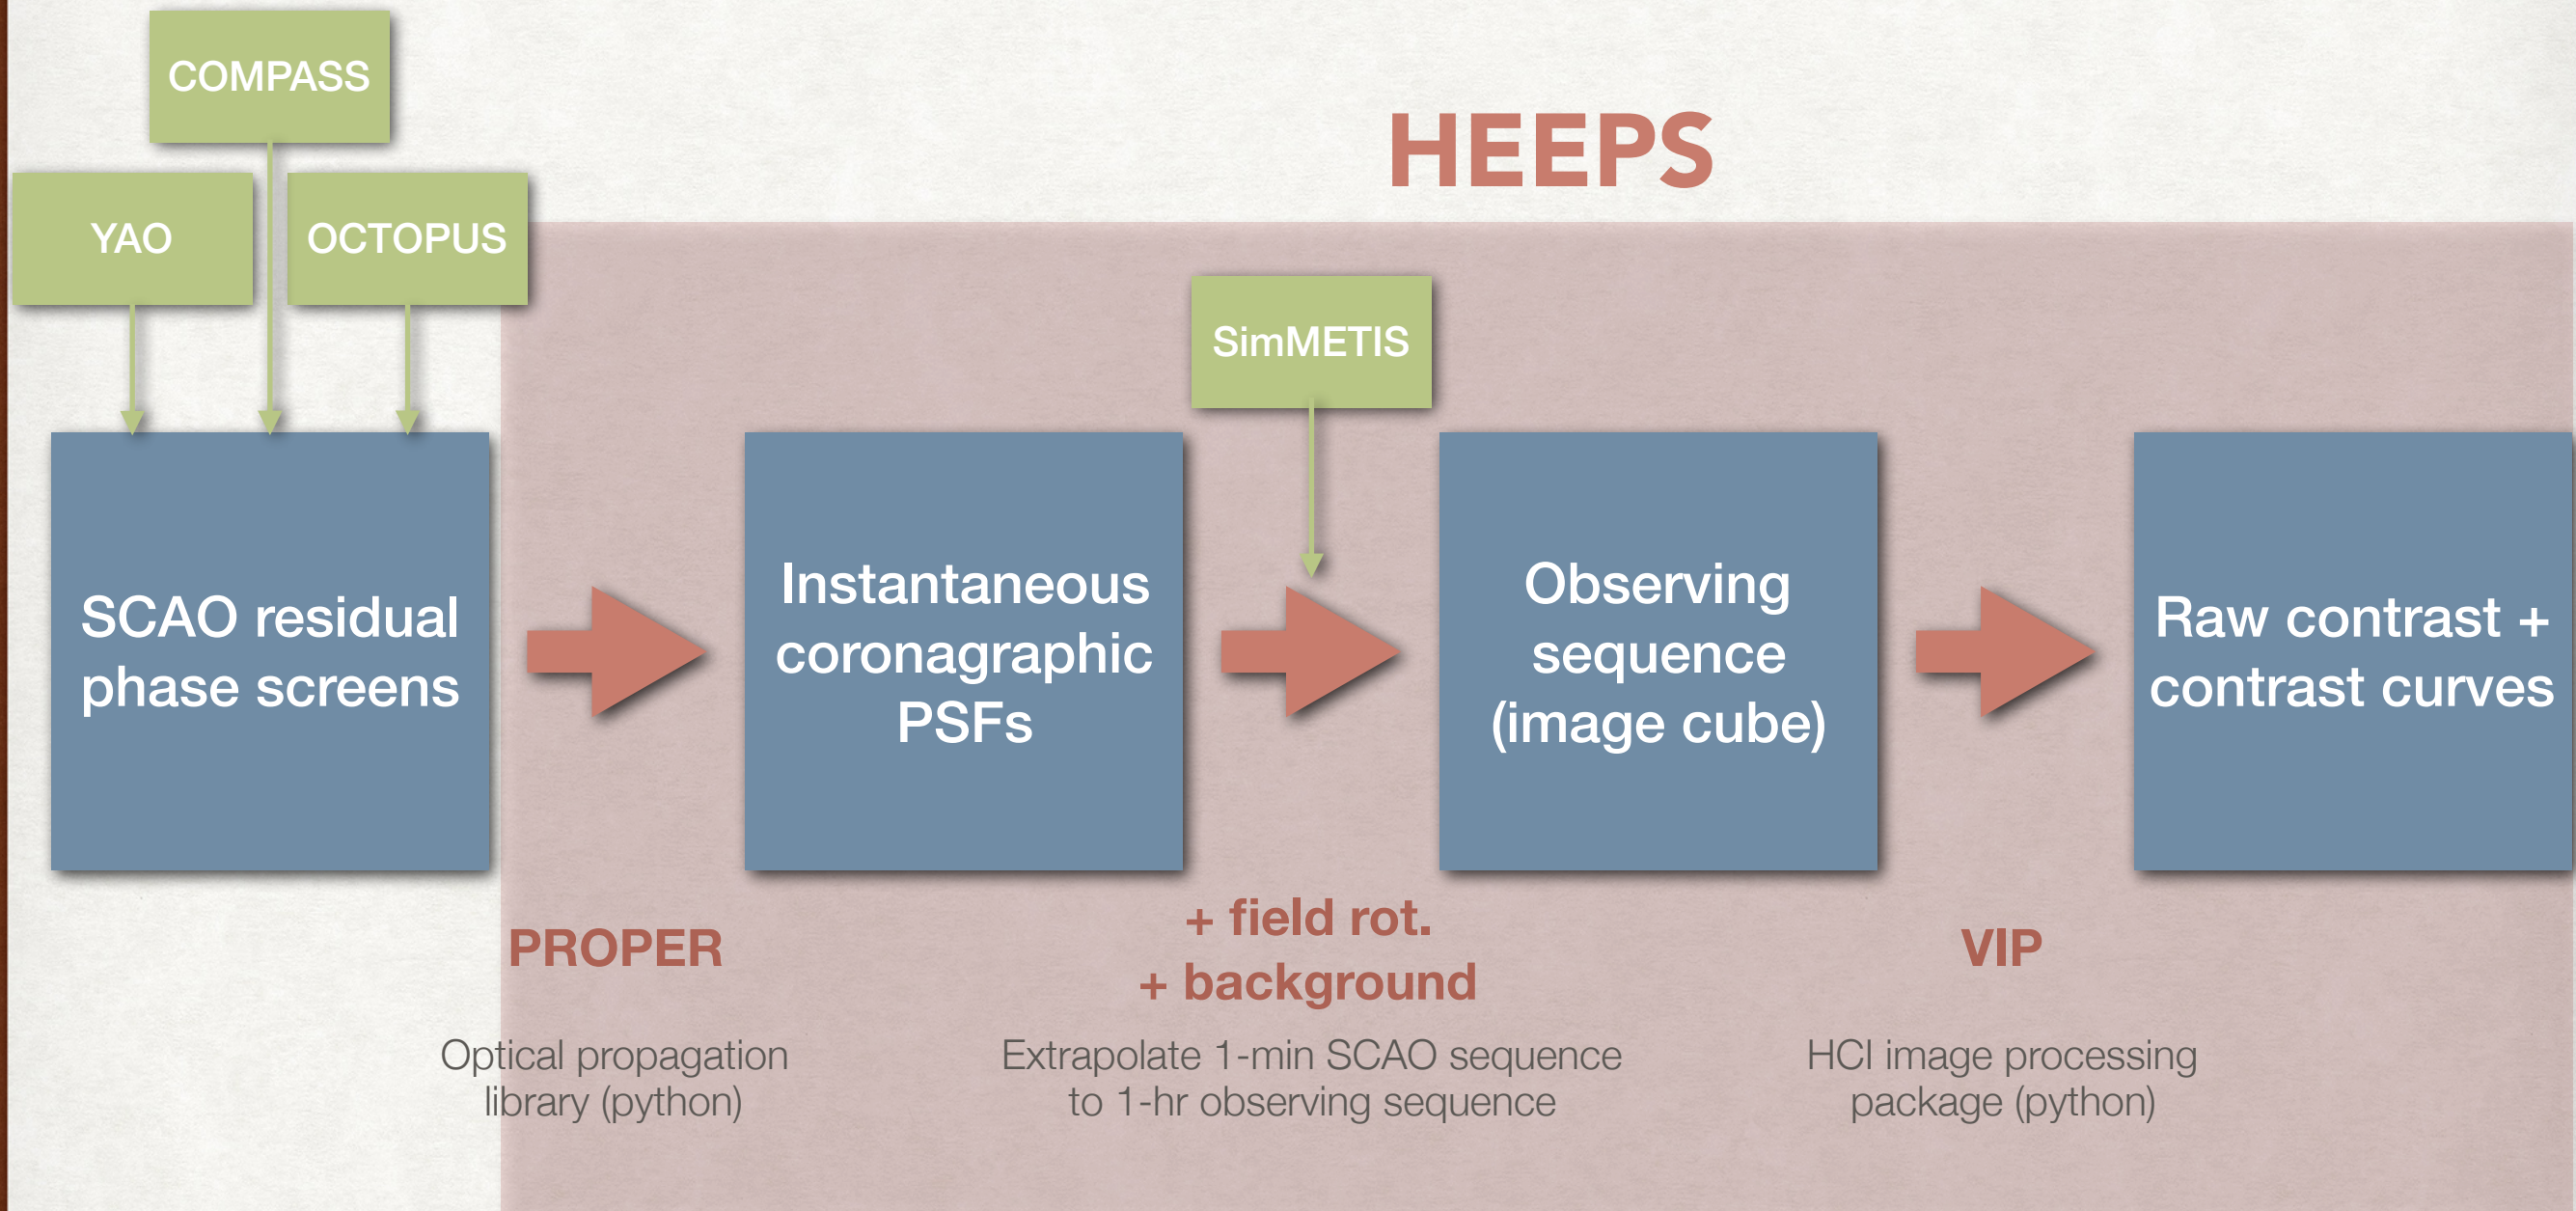 COMPASS
HEEPS
YAO
OCTOPUS
SimMETIS
SCAO residual
phase screens
Instantaneous
coronagraphic
PSFs
Observing
sequence
(image cube)
Raw contrast +
contrast curves
PROPER
Optical propagation
library (python)
+ field rot.
+ background
Extrapolate 1-min SCAO sequence
to 1-hr observing sequence
VIP
HCI image processing
package (python)